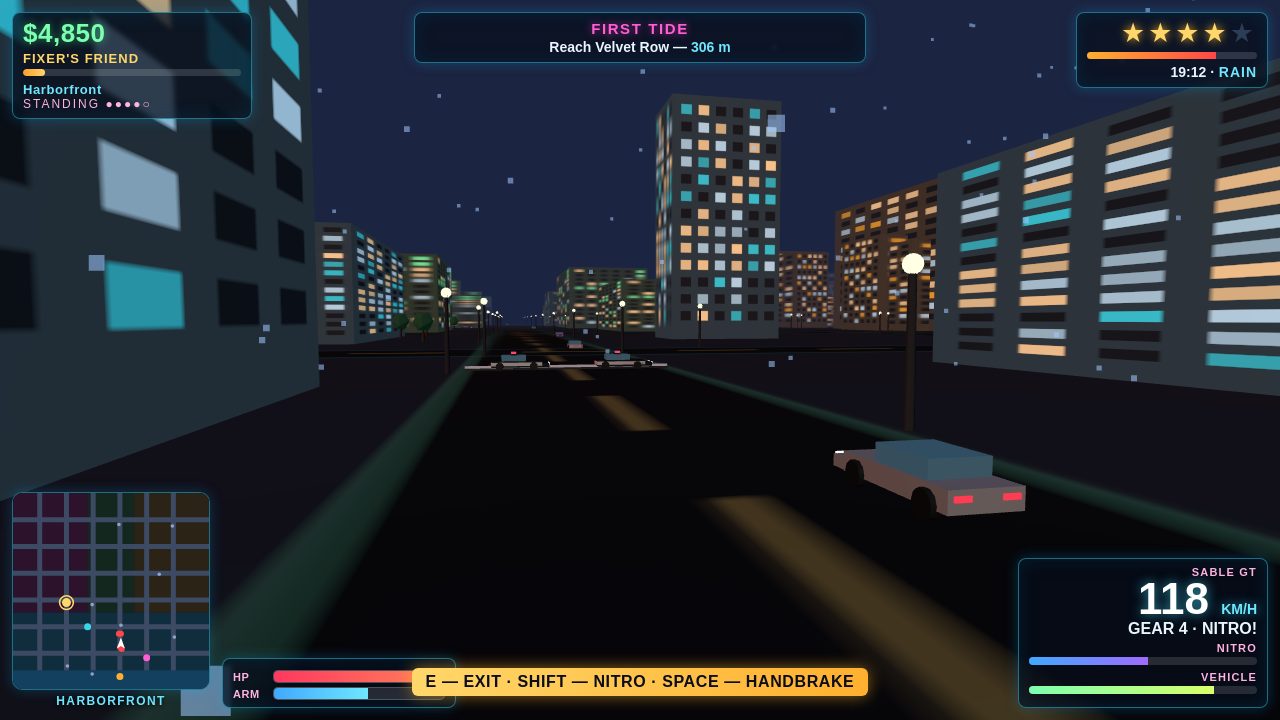 $4,850
FIXER'S FRIEND
Harborfront
STANDING ●●●●○
FIRST TIDE
Reach Velvet Row — 306 m
★★★★★
19:12 · RAIN
HARBORFRONT
HP
ARM
E — EXIT · SHIFT — NITRO · SPACE — HANDBRAKE
SABLE GT
118 KM/H
GEAR 4 · NITRO!
NITRO
VEHICLE